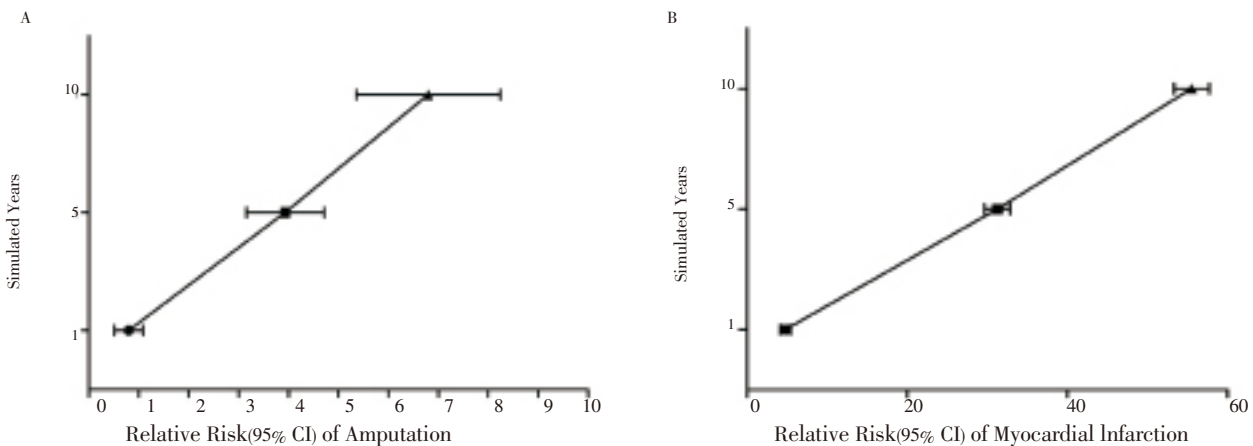 A
10
5
1
Simulated Years
0 1 2 3 4 5 6 7 8 9 10
Relative Risk(95% CI) of Amputation
B
10
5
1
Simulated Years
0 20 40 60
Relative Risk(95% CI) of Myocardial Infarction